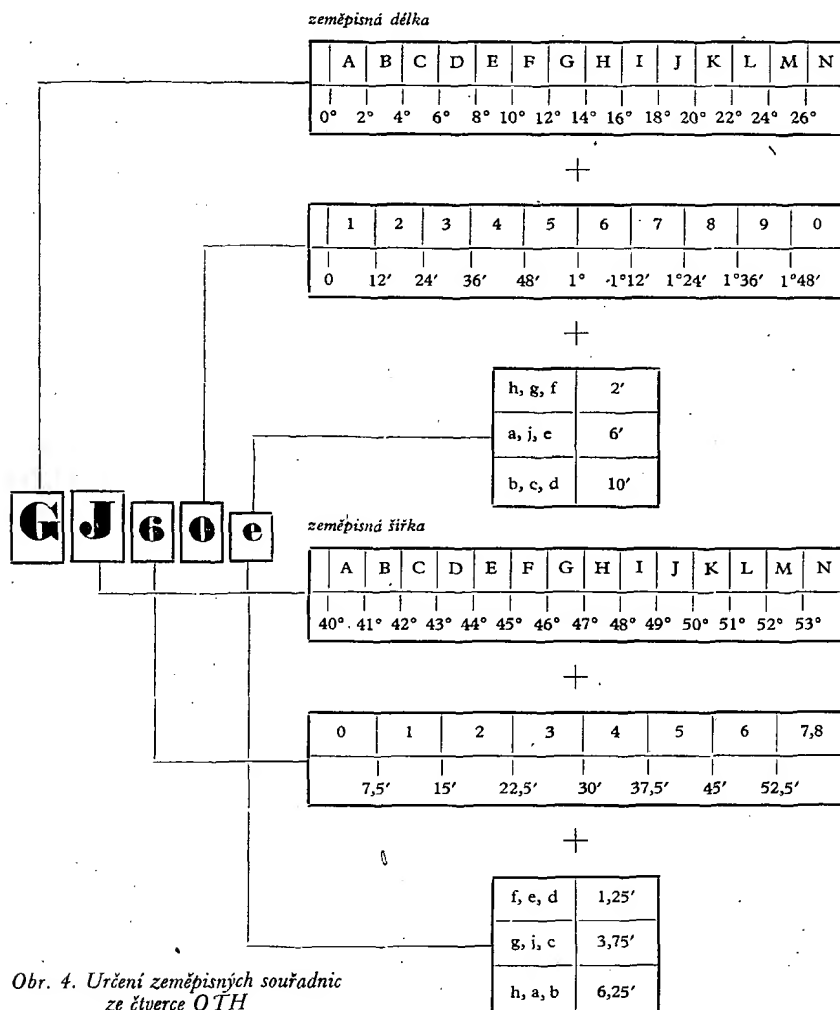 zeměpisná délka
A B C D E F G H I J K L M N
0° 2° 4° 6° 8° 10° 12° 14° 16° 18° 20° 22° 24° 26°
+
1 2 3 4 5 6 7 8 9 0
0 12′ 24′ 36′ 48′ 1° 1°12′ 1°24′ 1°36′ 1°48′
+
h, g, f 2′
a, j, e 6′
b, c, d 10′
G J 6 0 e
zeměpisná šířka
A B C D E F G H I J K L M N
40° 41° 42° 43° 44° 45° 46° 47° 48° 49° 50° 51° 52° 53°
+
0 1 2 3 4 5 6 7,8
7,5′ 15′ 22,5′ 30′ 37,5′ 45′ 52,5′
+
f, e, d 1,25′
g, j, c 3,75′
h, a, b 6,25′
Obr. 4. Určení zeměpisných souřadnic
ze čtverce OTH